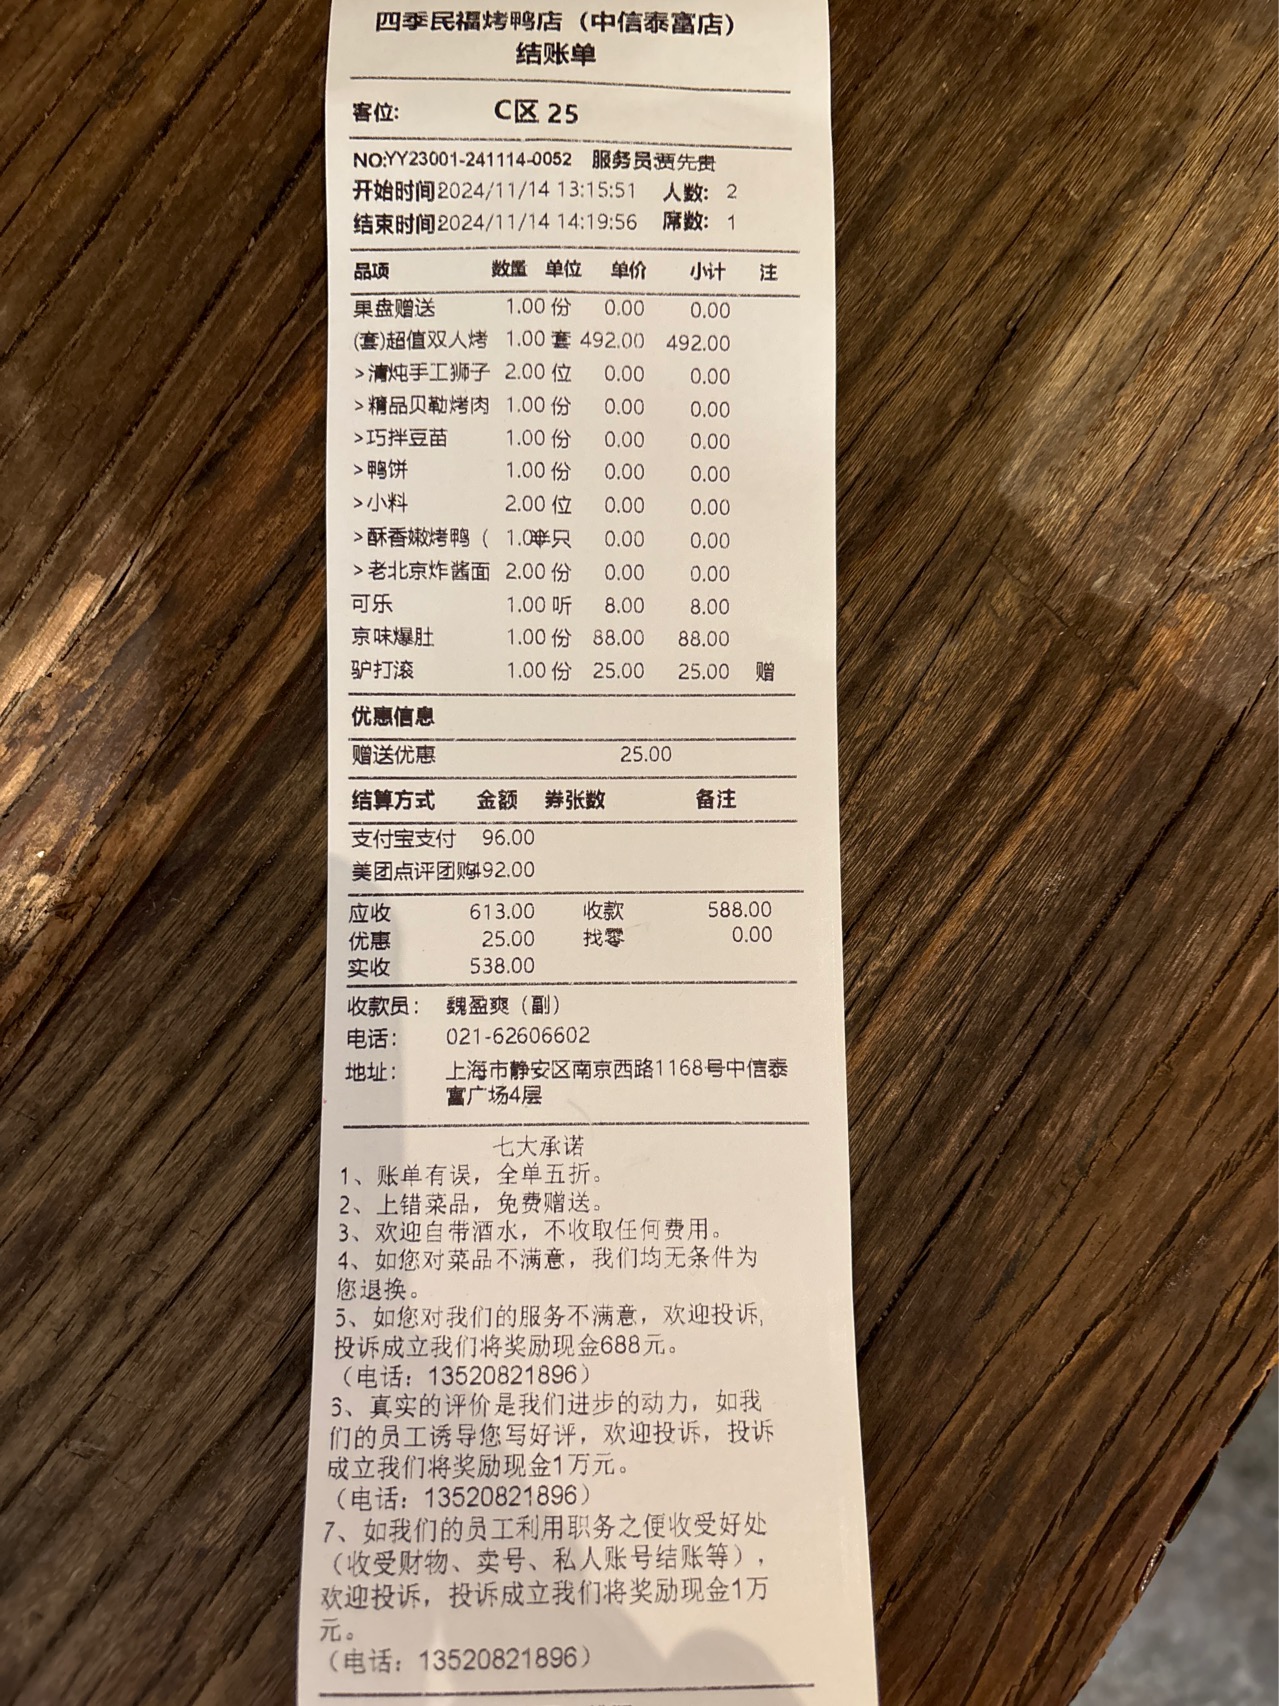 四季民福烤鸭店（中信泰富店）
结账单
客位： C区 25
NO:YY23001-241114-0052 服务员:贾先贵
开始时间2024/11/14 13:15:51 人数： 2
结束时间2024/11/14 14:19:56 席数： 1
品项 数量 单位 单价 小计 注
果盘赠送 1.00 份 0.00 0.00
(套)超值双人烤 1.00 套 492.00 492.00
>清炖手工狮子 2.00 位 0.00 0.00
>精品贝勒烤肉 1.00 份 0.00 0.00
>巧拌豆苗 1.00 份 0.00 0.00
>鸭饼 1.00 份 0.00 0.00
>小料 2.00 位 0.00 0.00
>酥香嫩烤鸭（ 1.00半只 0.00 0.00
>老北京炸酱面 2.00 份 0.00 0.00
可乐 1.00 听 8.00 8.00
京味爆肚 1.00 份 88.00 88.00
驴打滚 1.00 份 25.00 25.00 赠
优惠信息
赠送优惠 25.00
结算方式 金额 券张数 备注
支付宝支付 96.00
美团点评团购492.00
应收 613.00 收款 588.00
优惠 25.00 找零 0.00
实收 538.00
收款员： 魏盈爽（副）
电话： 021-62606602
地址： 上海市静安区南京西路1168号中信泰
富广场4层
七大承诺
1、账单有误，全单五折。
2、上错菜品，免费赠送。
3、欢迎自带酒水，不收取任何费用。
4、如您对菜品不满意，我们均无条件为
您退换。
5、如您对我们的服务不满意，欢迎投诉,
投诉成立我们将奖励现金688元。
（电话：13520821896）
6、真实的评价是我们进步的动力，如我
们的员工诱导您写好评，欢迎投诉，投诉
成立我们将奖励现金1万元。
（电话：13520821896）
7、如我们的员工利用职务之便收受好处
（收受财物、卖号、私人账号结账等），
欢迎投诉，投诉成立我们将奖励现金1万
元。
（电话：13520821896）